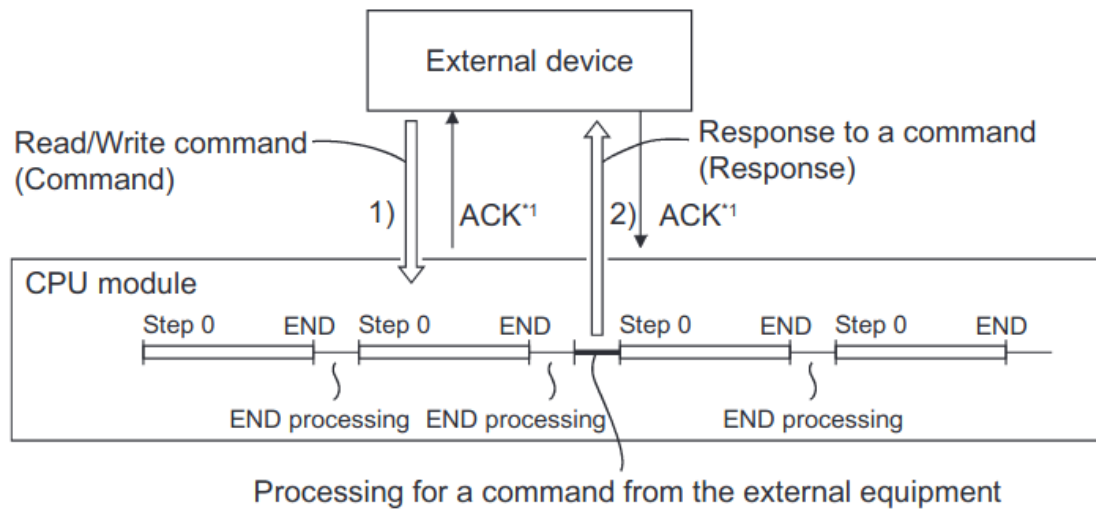 External device
Read/Write command
(Command)
Response to a command
(Response)
1)
ACK*1
2)
ACK*1
CPU module
Step 0
END
Step 0
END
Step 0
END
Step 0
END
END processing
END processing
END processing
Processing for a command from the external equipment